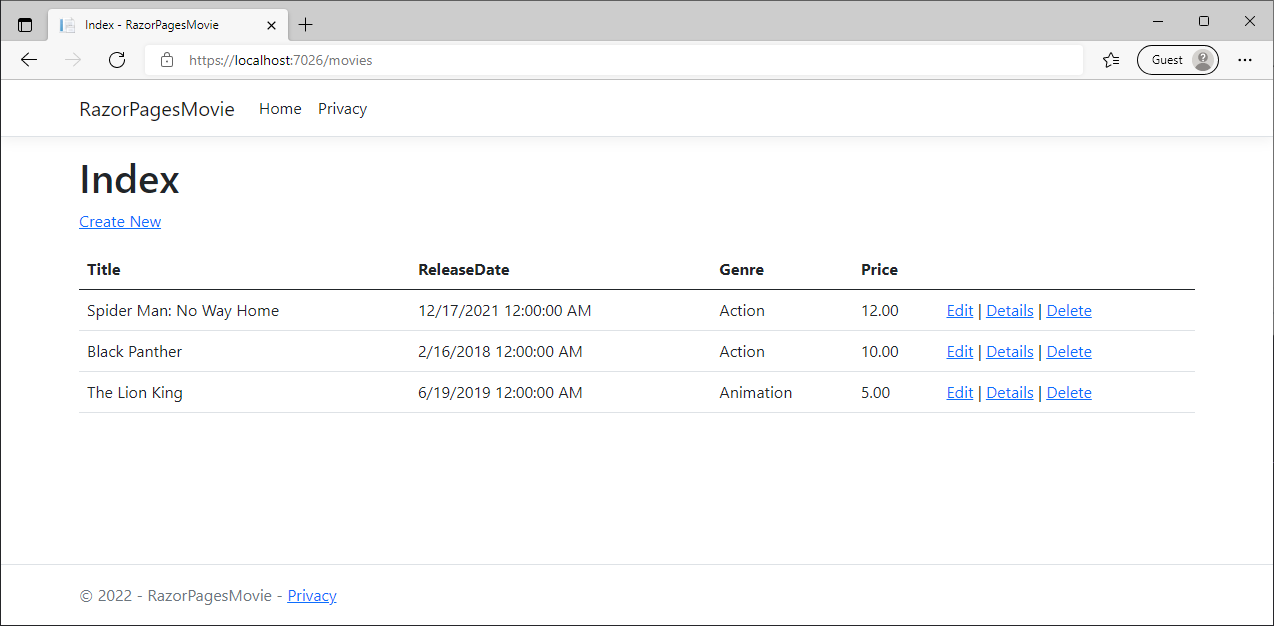 Index - RazorPagesMovie
https://localhost:7026/movies
Guest
RazorPagesMovie Home Privacy
Index
Create New
Title ReleaseDate Genre Price
Spider Man: No Way Home 12/17/2021 12:00:00 AM Action 12.00 Edit | Details | Delete
Black Panther 2/16/2018 12:00:00 AM Action 10.00 Edit | Details | Delete
The Lion King 6/19/2019 12:00:00 AM Animation 5.00 Edit | Details | Delete
© 2022 - RazorPagesMovie - Privacy